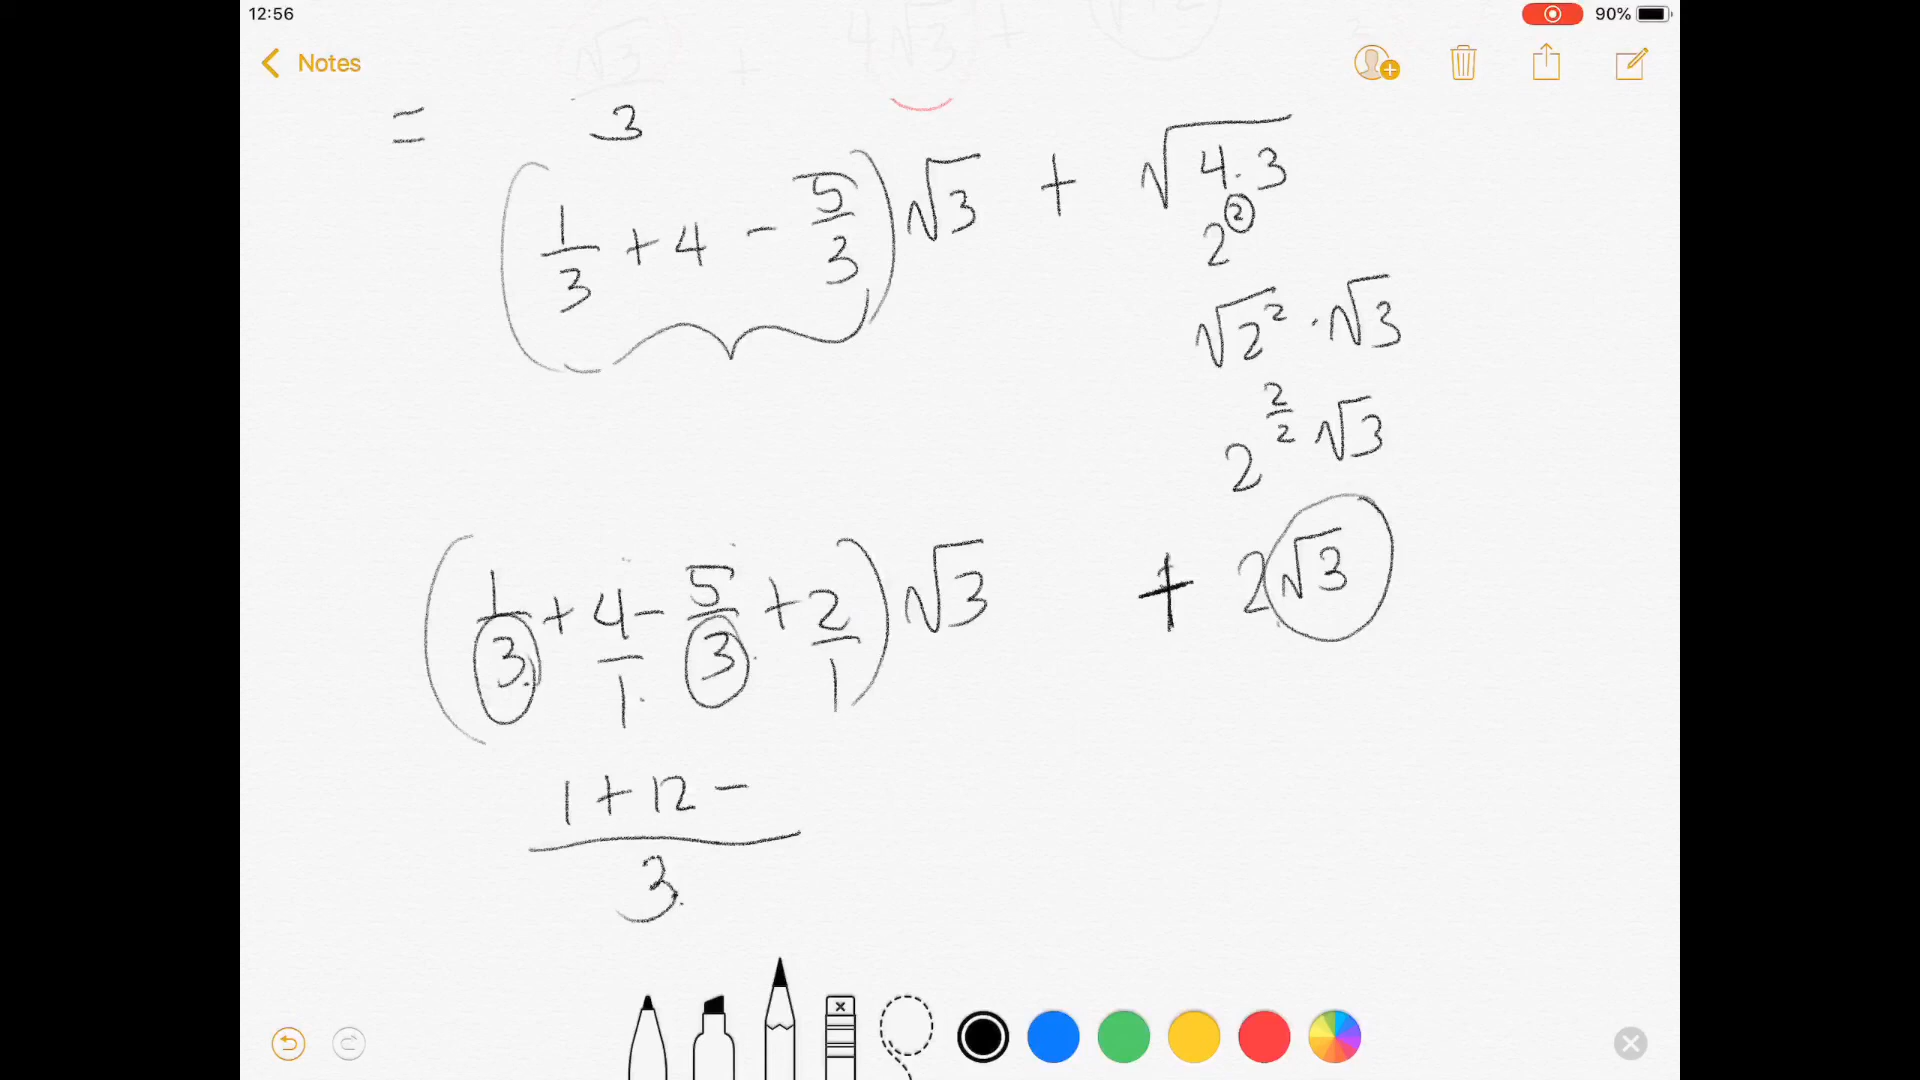 12:56
90%
Notes
= 3
(1/3 + 4 - 5/3)√3 + √4.3
2²
√2² · √3
2^(2/2) √3
(1/3 + 4/1 - 5/3 + 2/1)√3 + 2√3
1 + 12 -
3